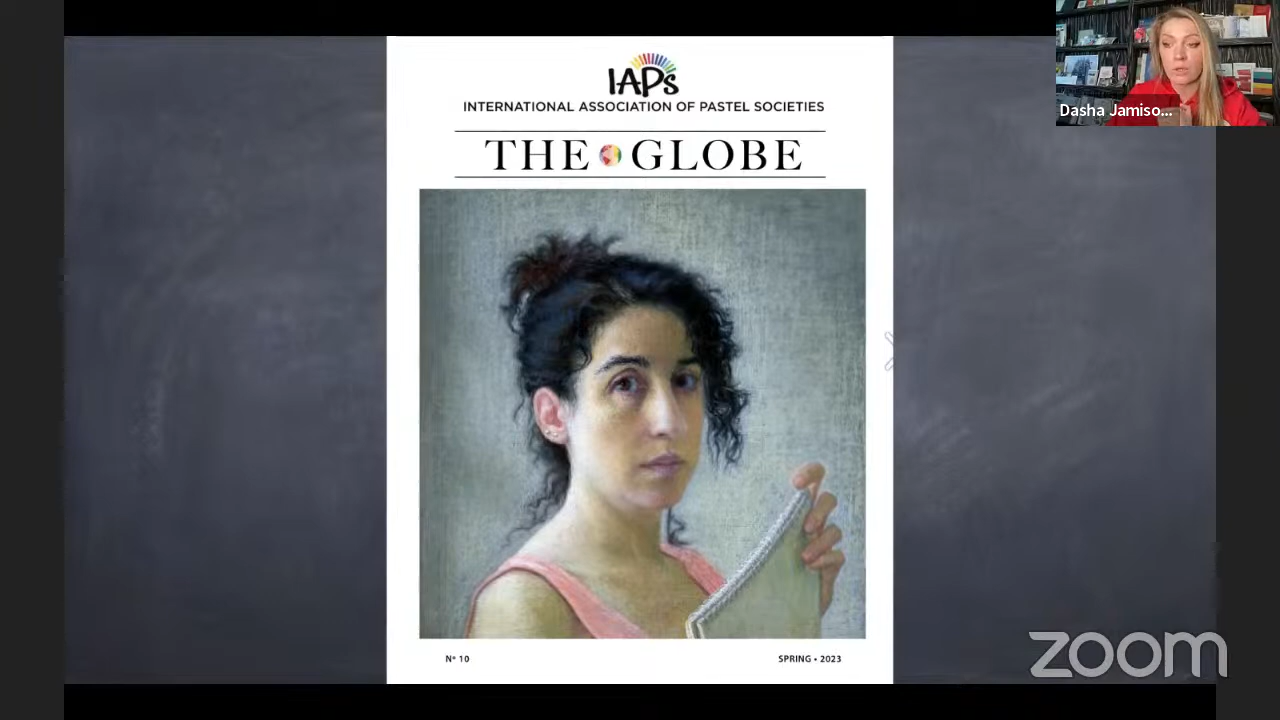 IAPs
INTERNATIONAL ASSOCIATION OF PASTEL SOCIETIES
THE GLOBE
Nº 10
SPRING • 2023
Dasha Jamiso...
zoom